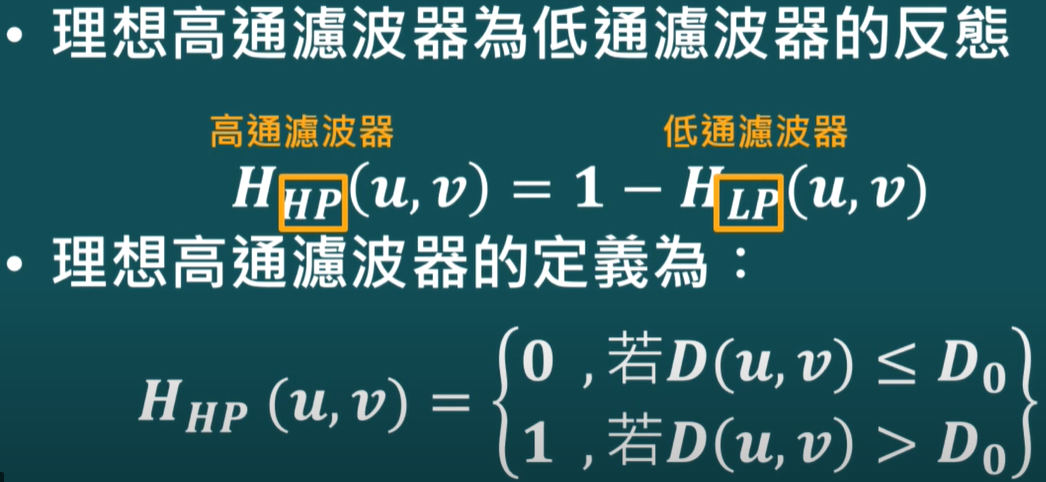 • 理想高通濾波器為低通濾波器的反態
高通濾波器 低通濾波器
H_HP(u,v) = 1 − H_LP(u,v)
• 理想高通濾波器的定義為：
H_HP (u,v) = {0 ,若D(u,v) ≤ D_0
1 ,若D(u,v) > D_0}